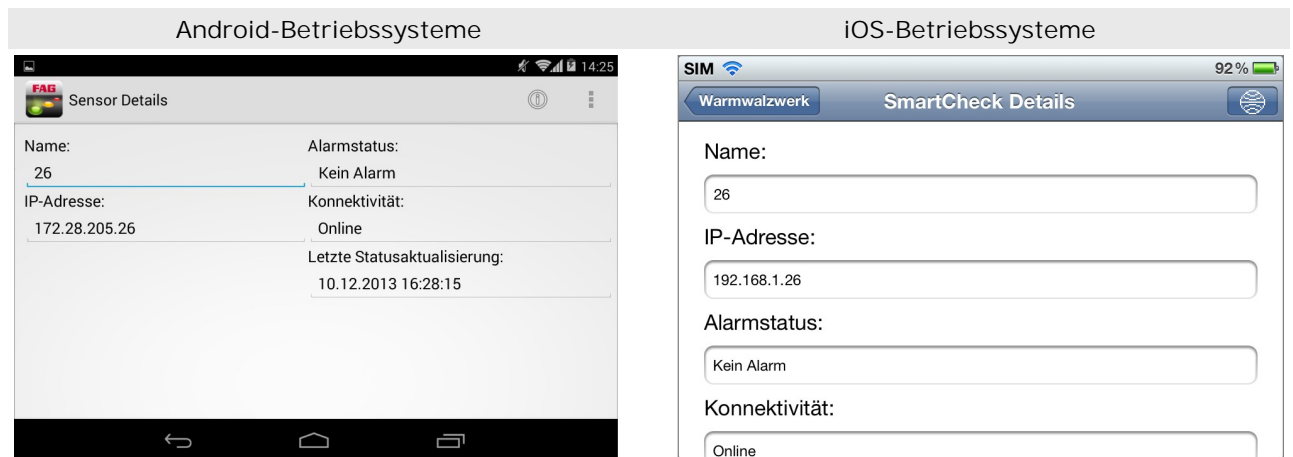 Android-Betriebssysteme
iOS-Betriebssysteme
14:25
FAG
Sensor Details
Name:
Alarmstatus:
26
Kein Alarm
IP-Adresse:
Konnektivität:
172.28.205.26
Online
Letzte Statusaktualisierung:
10.12.2013 16:28:15
SIM
92%
Warmwalzwerk
SmartCheck Details
Name:
26
IP-Adresse:
192.168.1.26
Alarmstatus:
Kein Alarm
Konnektivität:
Online